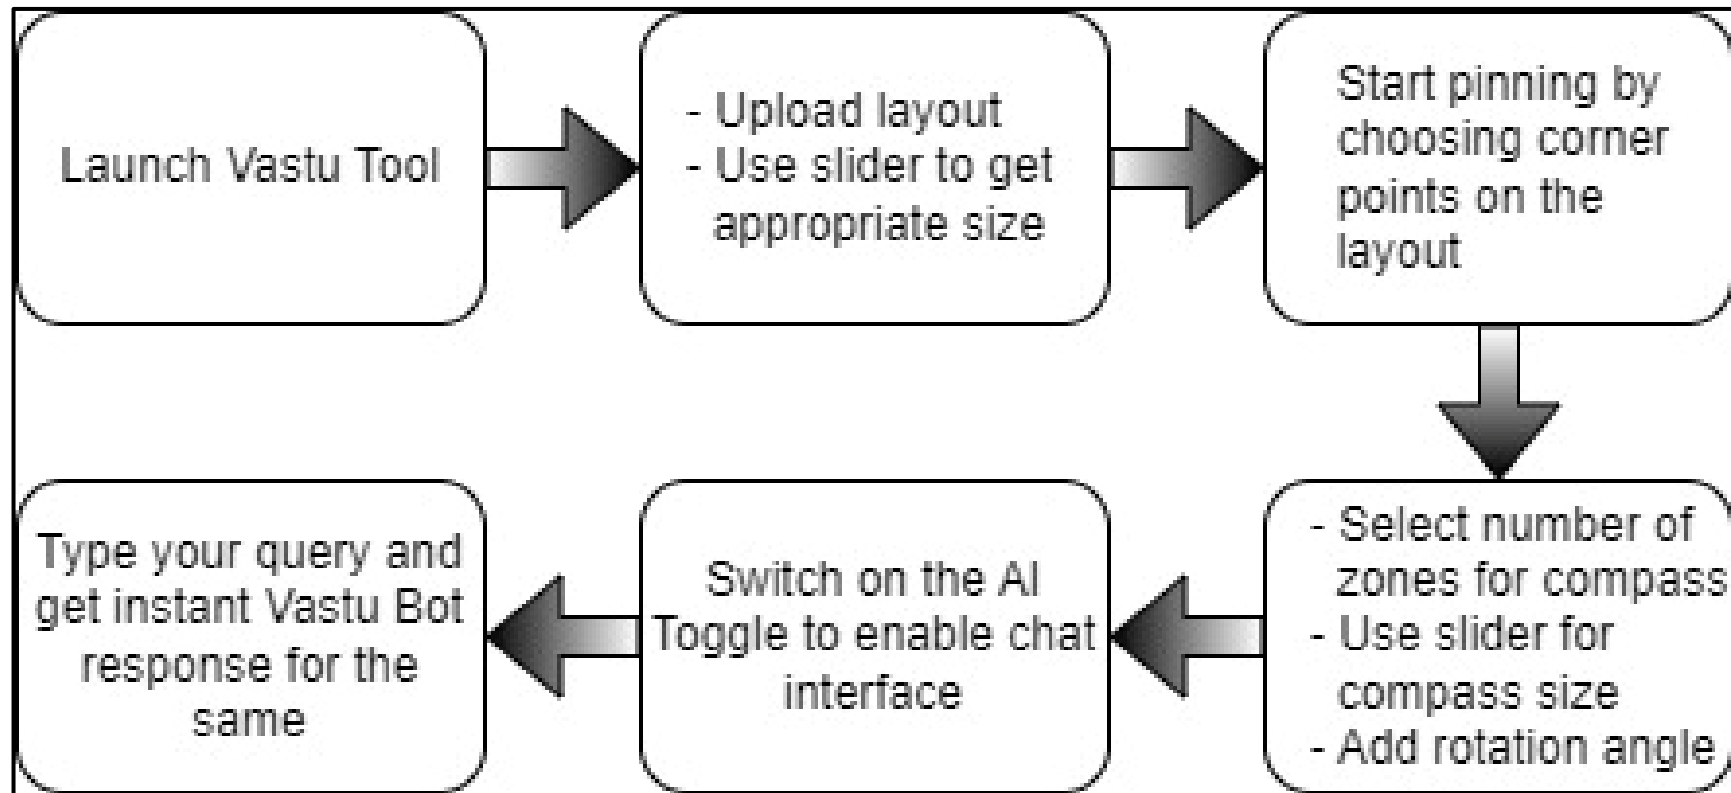 Launch Vastu Tool
- Upload layout
- Use slider to get
appropriate size
Start pinning by
choosing corner
points on the
layout
- Select number of
zones for compass
- Use slider for
compass size
- Add rotation angle
Switch on the AI
Toggle to enable chat
interface
Type your query and
get instant Vastu Bot
response for the
same